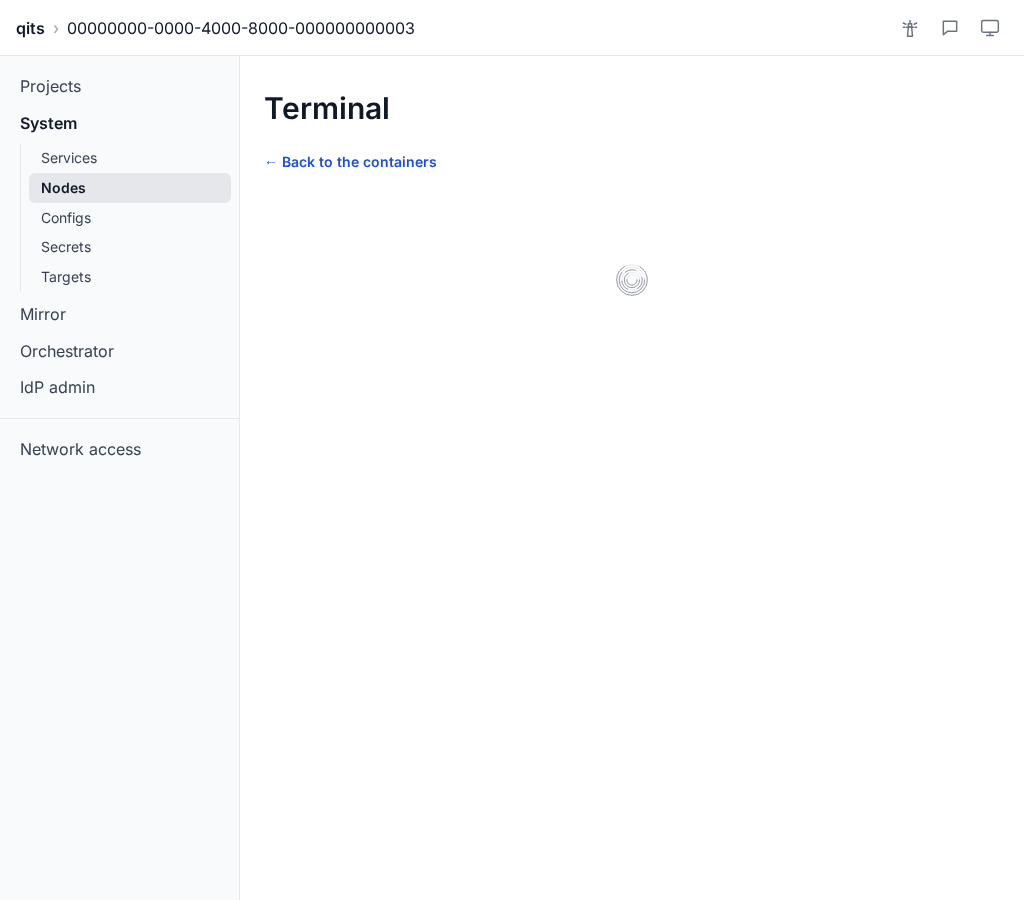 qits › 00000000-0000-4000-8000-000000000003
Projects
System
Services
Nodes
Configs
Secrets
Targets
Mirror
Orchestrator
IdP admin
Network access
Terminal
← Back to the containers